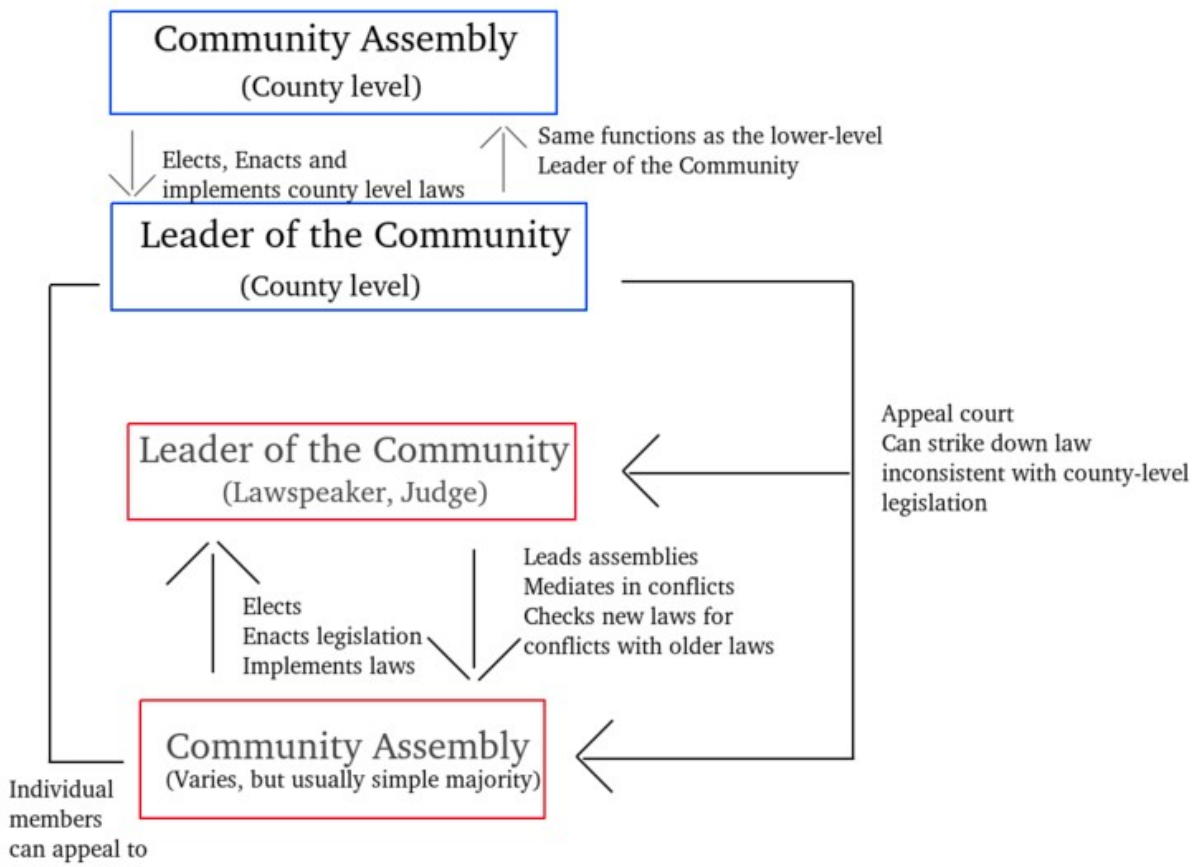 Community Assembly
(County level)
Elects, Enacts and
implements county level laws
Same functions as the lower-level
Leader of the Community
Leader of the Community
(County level)
Appeal court
Can strike down law
inconsistent with county-level
legislation
Leader of the Community
(Lawspeaker, Judge)
Elects
Enacts legislation
Implements laws
Leads assemblies
Mediates in conflicts
Checks new laws for
conflicts with older laws
Community Assembly
(Varies, but usually simple majority)
Individual
members
can appeal to